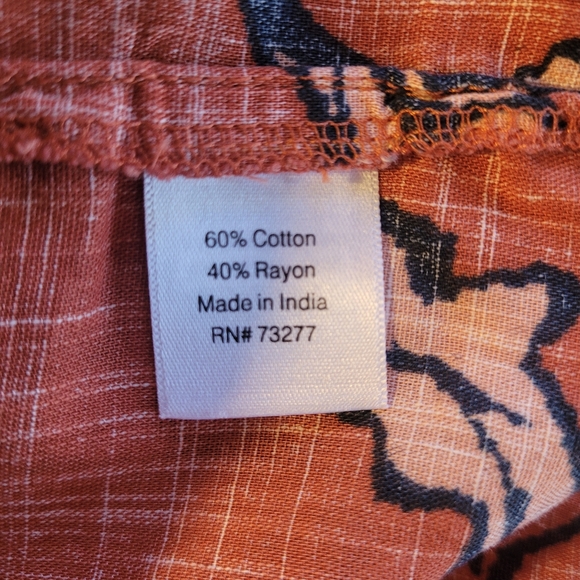 60% Cotton
40% Rayon
Made in India
RN# 73277